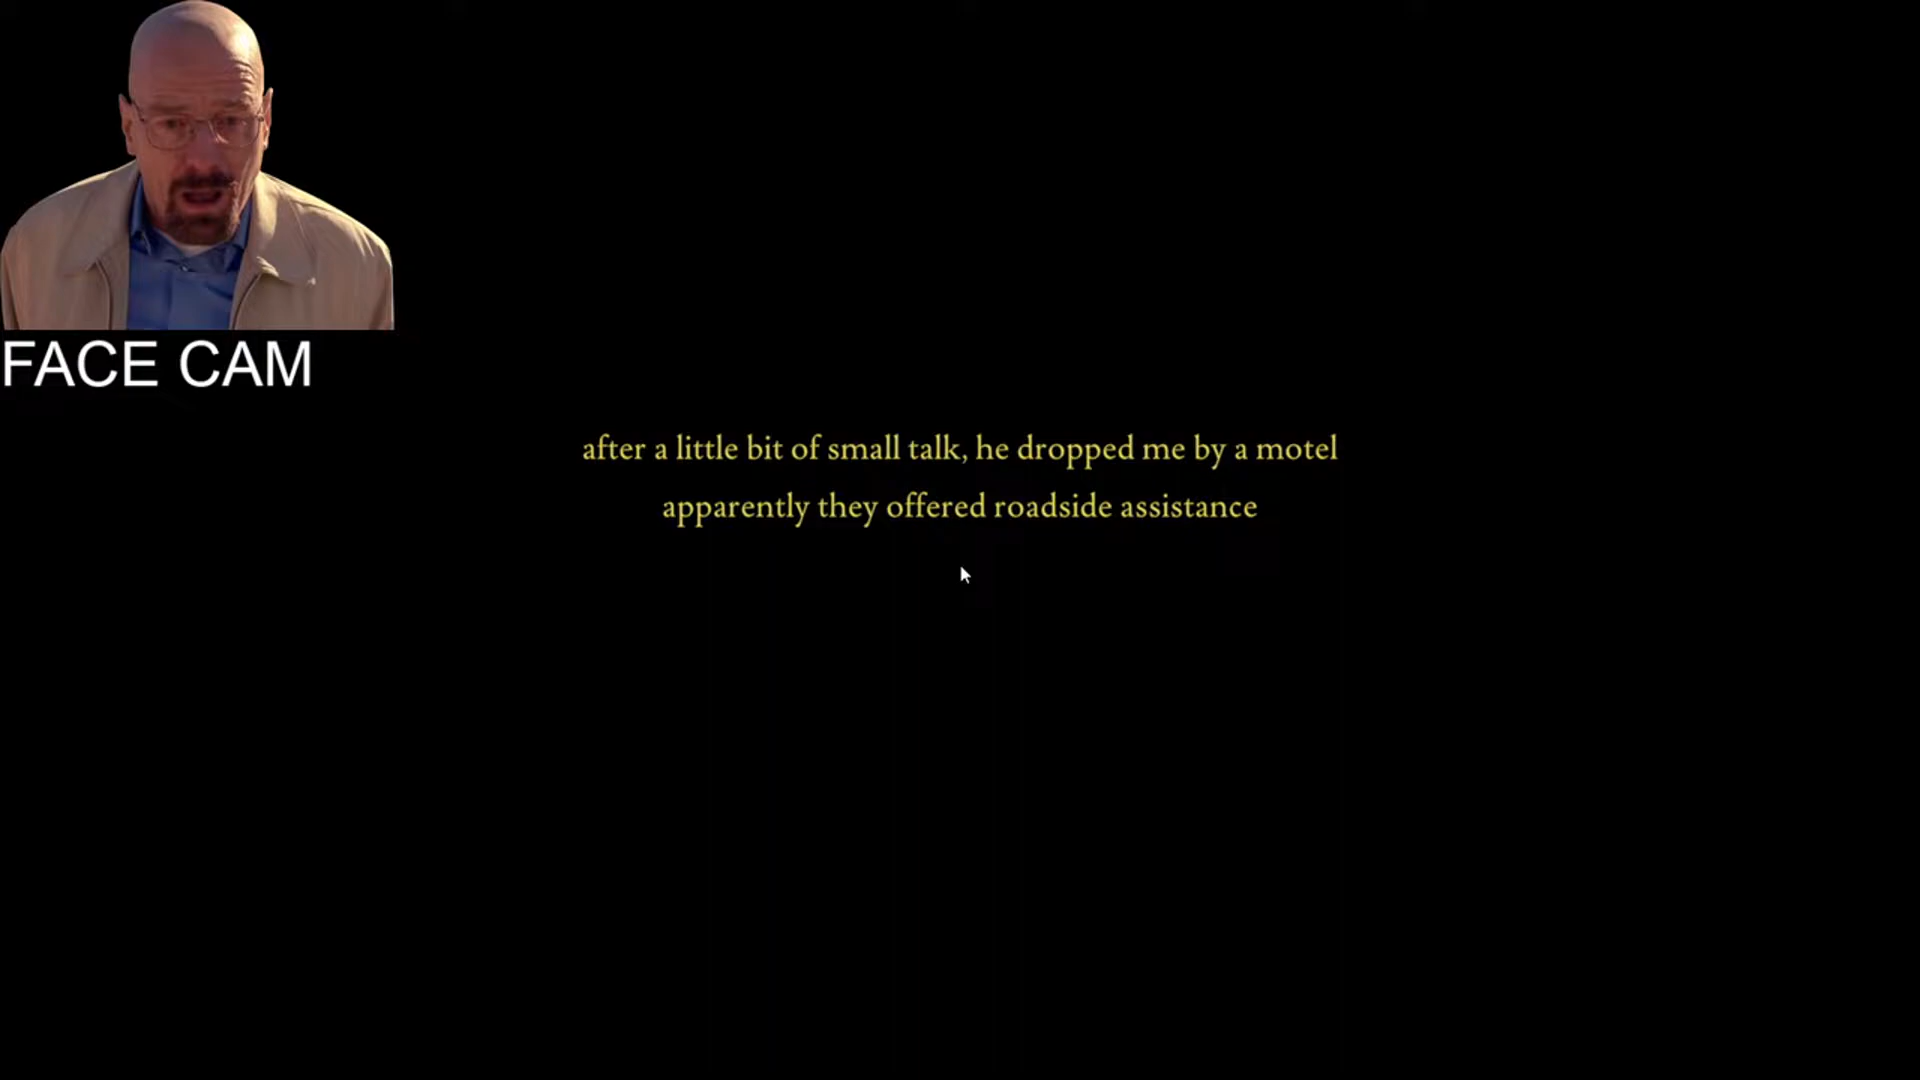 FACE CAM
after a little bit of small talk, he dropped me by a motel
apparently they offered roadside assistance